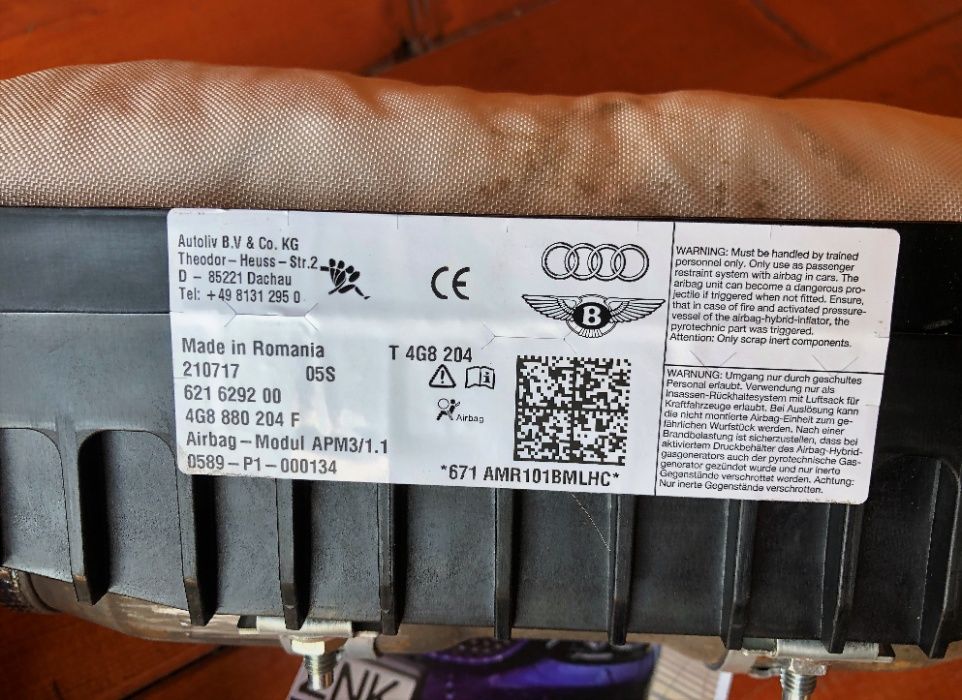 Autoliv B.V & Co. KG
Theodor-Heuss-Str.2
D - 85221 Dachau
Tel: +49 8131 295 0
CE
B
Made in Romania
210717 05S
621 6292 00
4G8 880 204 F
Airbag-Modul APM3/1.1
0589-P1-000134
T 4G8 204
Airbag
*671 AMR101BMLHC*
WARNING: Must be handled by trained
personnel only. Only use as passenger
restraint system with airbag in cars. The
aribag unit can become a dangerous pro-
jectile if triggered when not fitted. Ensure,
that in case of fire and activated pressure-
vessel of the airbag-hybrid-inflator, the
pyrotechnic part was triggered.
Attention: Only scrap inert components.
WARNUNG: Umgang nur durch geschultes
Personal erlaubt. Verwendung nur als
Insassen-Rückhaltesystem mit Luftsack für
Kraftfahrzeuge erlaubt. Bei Auslösung kann
die nicht montierte Airbag-Einheit zum ge-
fährlichen Wurfstück werden. Nach einer
Brandbelastung ist sicherzustellen, dass bei
aktiviertem Druckbehälter des Airbag-Hybrid-
gasgenerators auch der pyrotechnische Gas-
generator gezündet wurde und nur inerte
Gegenstände verschrottet werden. Achtung:
Nur inerte Gegenstände verschrotten.
NK